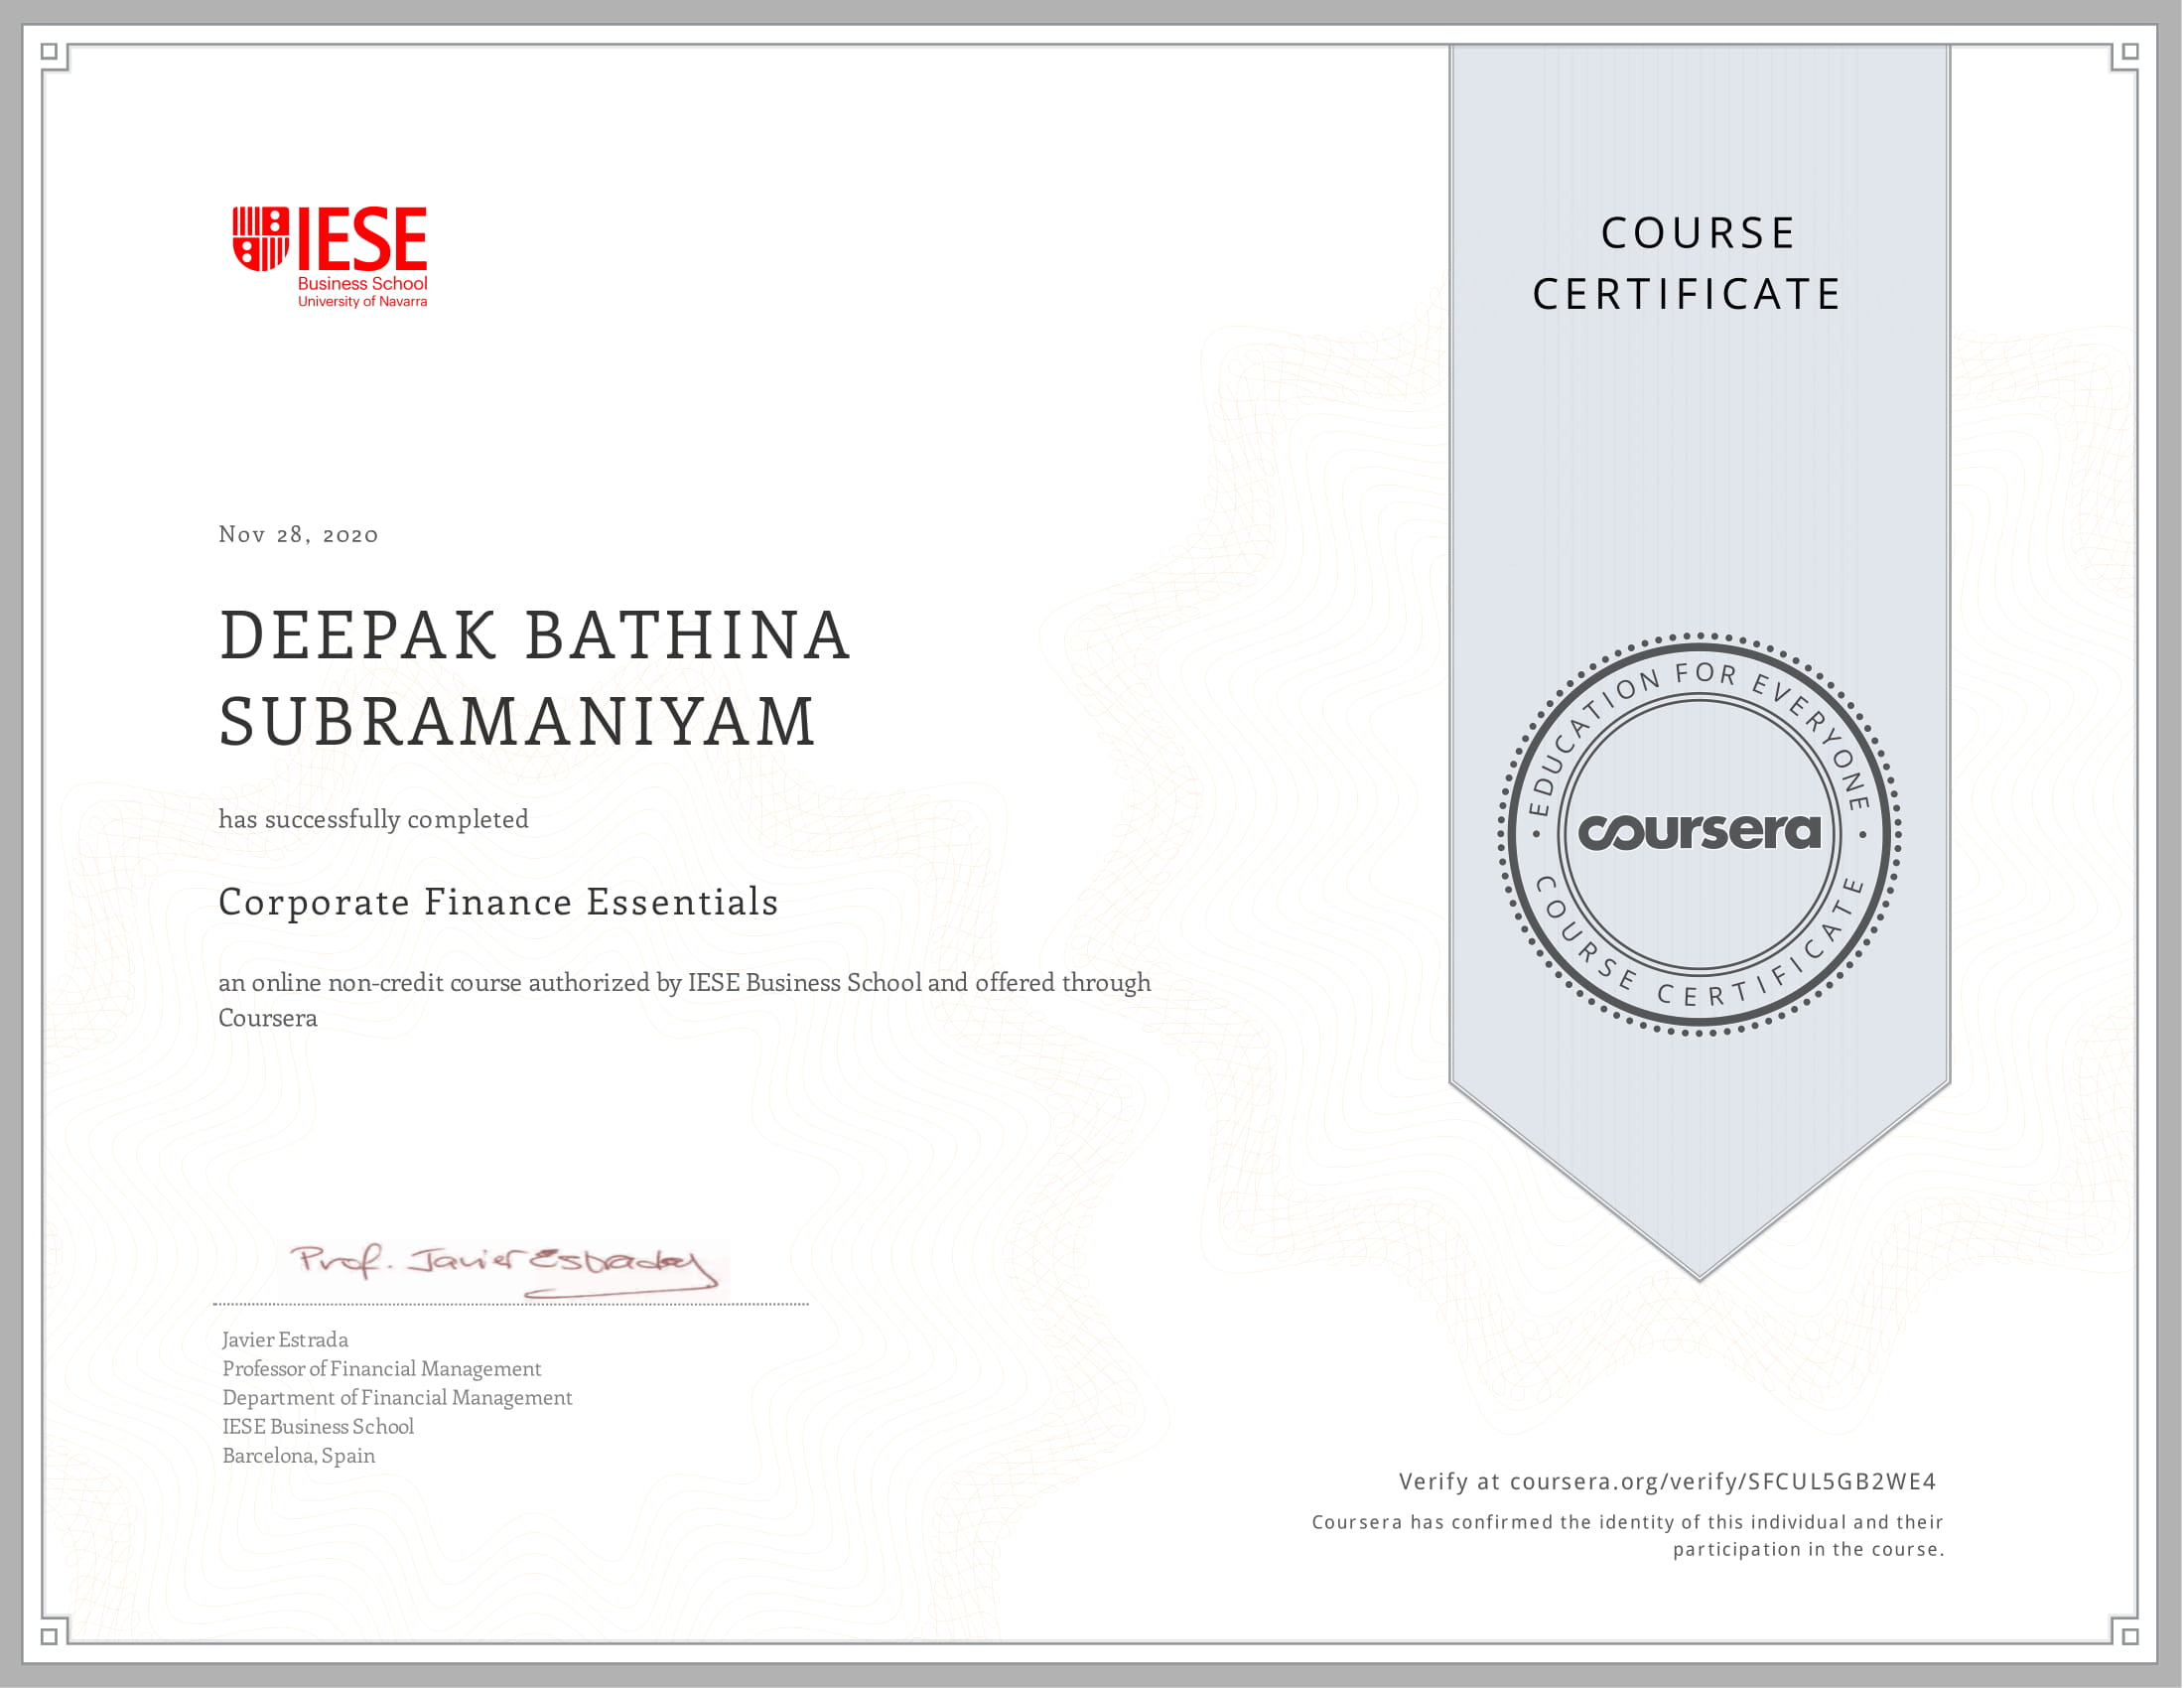 IESE
Business School
University of Navarra
COURSE
CERTIFICATE
Nov 28, 2020
DEEPAK BATHINA
SUBRAMANIYAM
has successfully completed
Corporate Finance Essentials
an online non-credit course authorized by IESE Business School and offered through
Coursera
EDUCATION FOR EVERYONE
coursera
COURSE CERTIFICATE
Prof. Javier Estrada
Javier Estrada
Professor of Financial Management
Department of Financial Management
IESE Business School
Barcelona, Spain
Verify at coursera.org/verify/SFCUL5GB2WE4
Coursera has confirmed the identity of this individual and their
participation in the course.